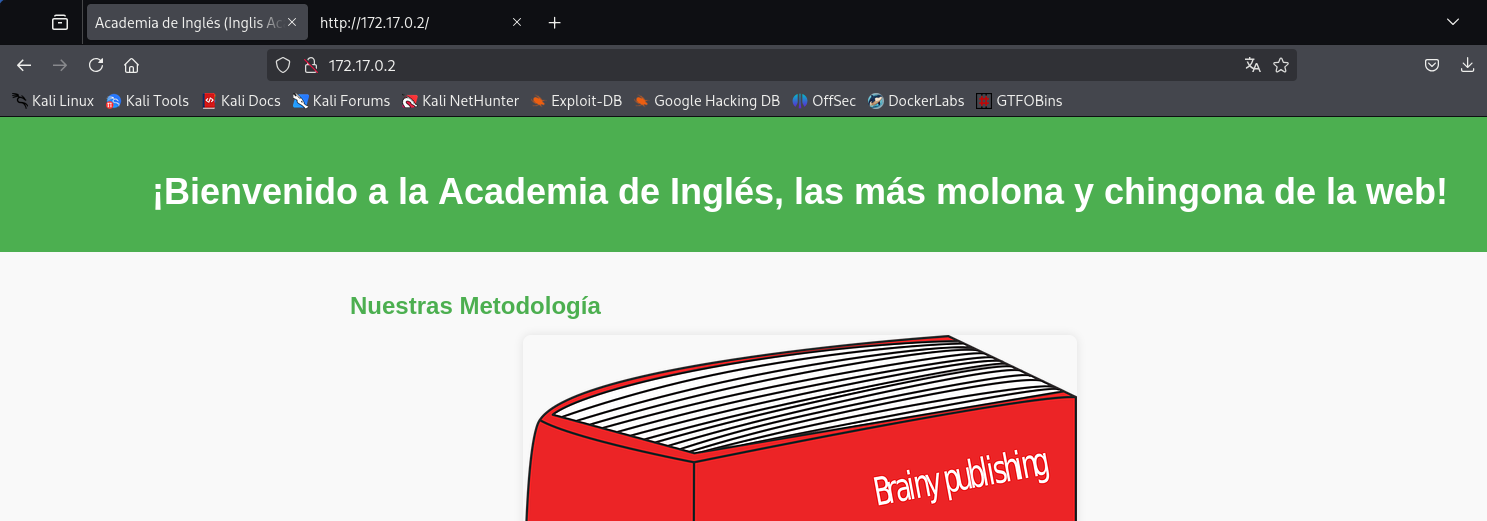 Academia de Inglés (Inglis Ac
http://172.17.0.2/
172.17.0.2
Kali Linux Kali Tools Kali Docs Kali Forums Kali NetHunter Exploit-DB Google Hacking DB OffSec DockerLabs GTFOBins
¡Bienvenido a la Academia de Inglés, las más molona y chingona de la web!
Nuestras Metodología
Brainy publishing